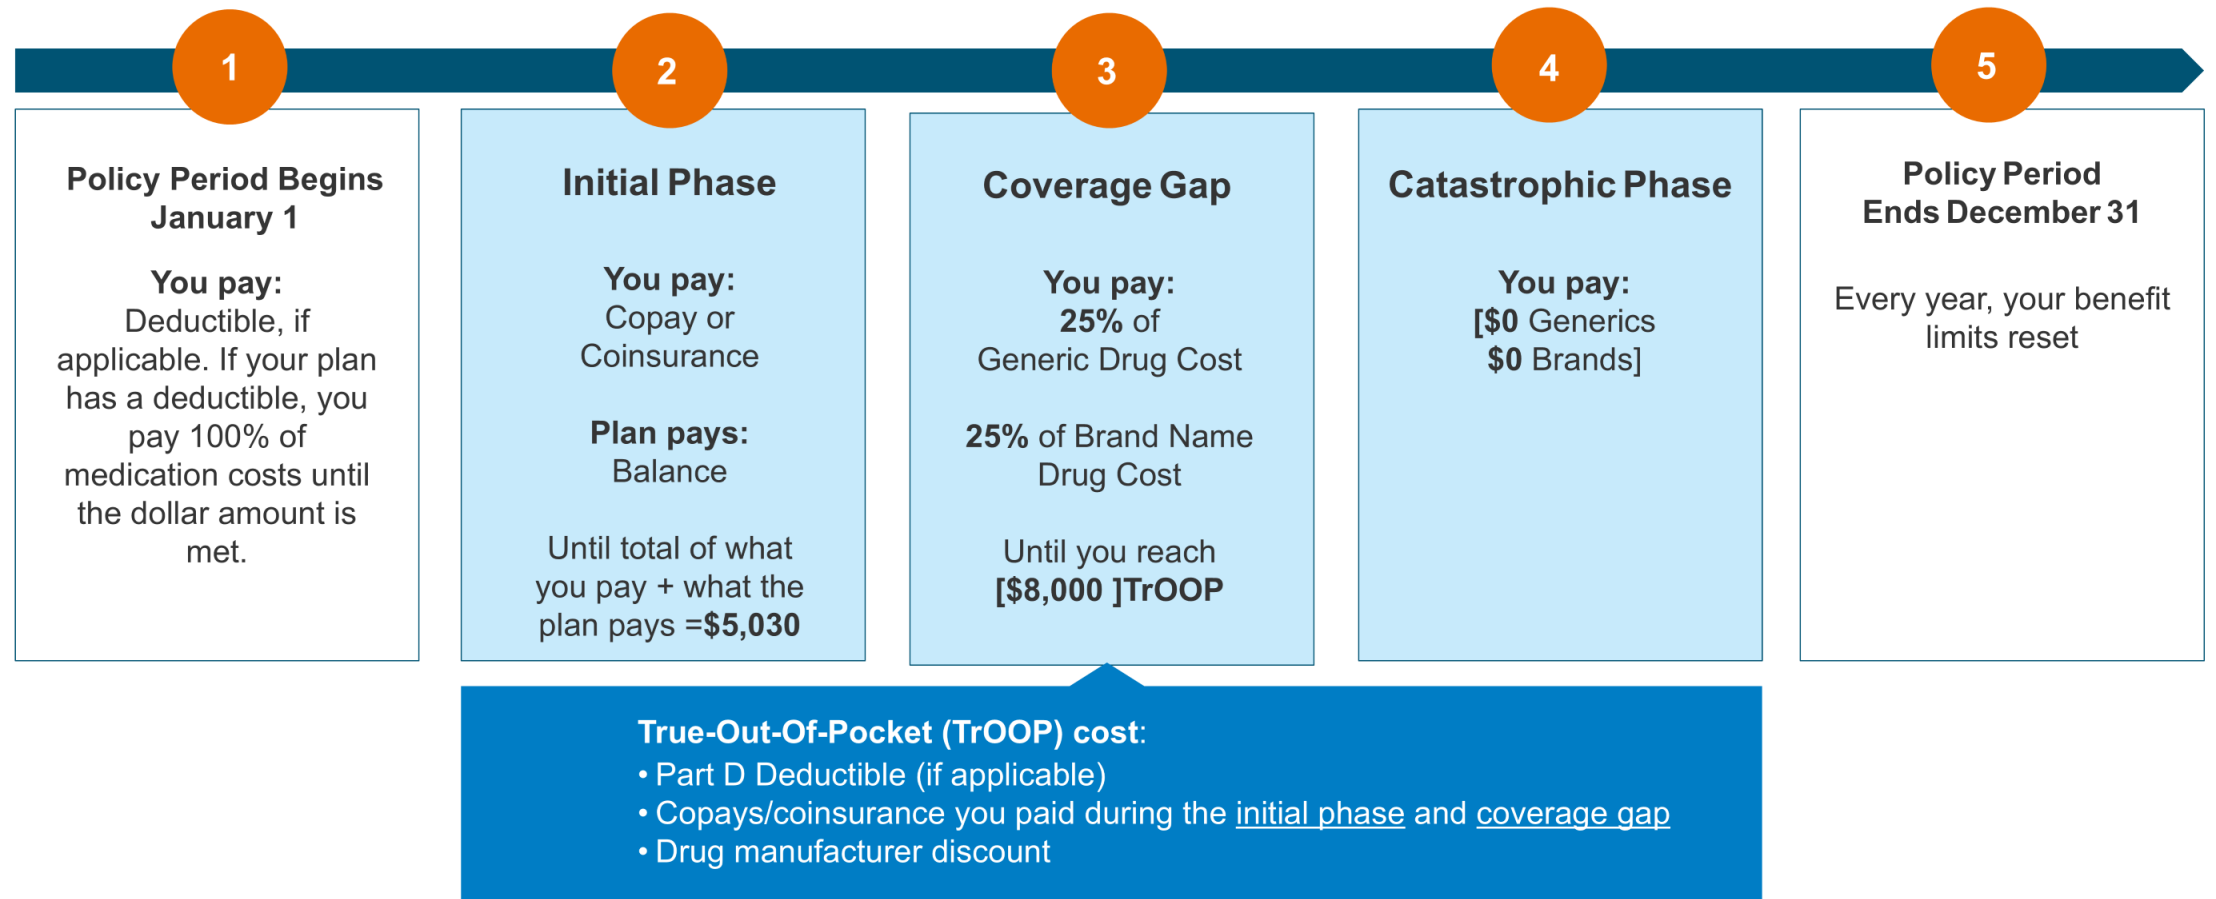 1
2
3
4
5
Policy Period Begins
January 1
You pay:
Deductible, if
applicable. If your plan
has a deductible, you
pay 100% of
medication costs until
the dollar amount is
met.
Initial Phase
You pay:
Copay or
Coinsurance
Plan pays:
Balance
Until total of what
you pay + what the
plan pays =$5,030
Coverage Gap
You pay:
25% of
Generic Drug Cost
25% of Brand Name
Drug Cost
Until you reach
[$8,000 ]TrOOP
Catastrophic Phase
You pay:
[$0 Generics
$0 Brands]
Policy Period
Ends December 31
Every year, your benefit
limits reset
True-Out-Of-Pocket (TrOOP) cost:
• Part D Deductible (if applicable)
• Copays/coinsurance you paid during the initial phase and coverage gap
• Drug manufacturer discount